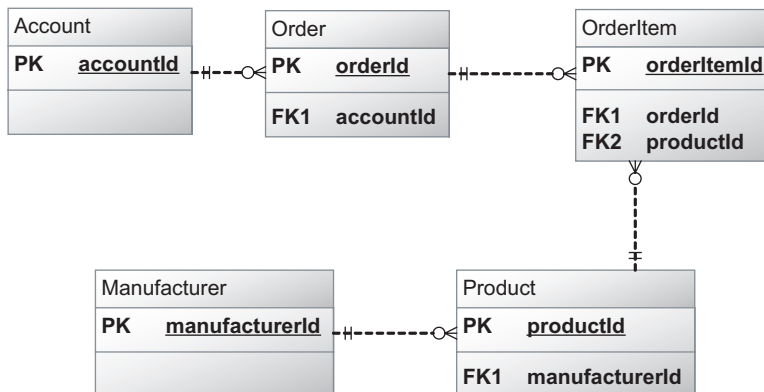 Account
PK accountId
Order
PK orderId
FK1 accountId
OrderItem
PK orderItemId
FK1 orderId
FK2 productId
Manufacturer
PK manufacturerId
Product
PK productId
FK1 manufacturerId